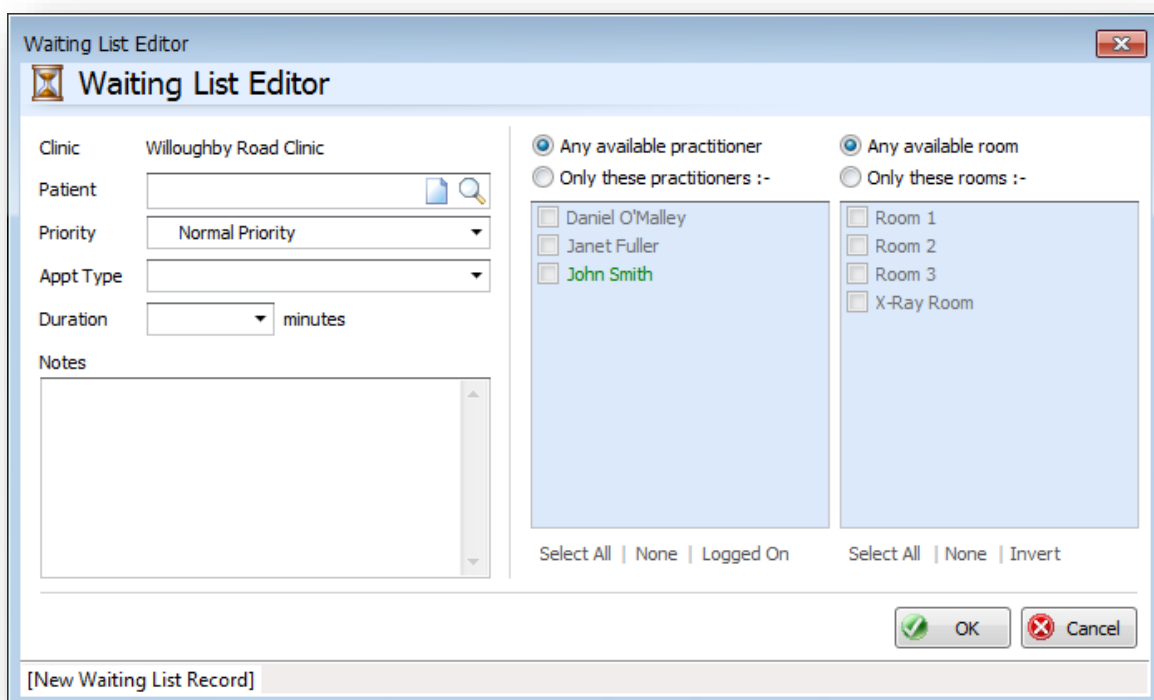 Waiting List Editor
Waiting List Editor
Clinic Willoughby Road Clinic
Patient
Priority Normal Priority
Appt Type
Duration minutes
Notes
Any available practitioner
Only these practitioners :-
Daniel O'Malley
Janet Fuller
John Smith
Select All | None | Logged On
Any available room
Only these rooms :-
Room 1
Room 2
Room 3
X-Ray Room
Select All | None | Invert
OK Cancel
[New Waiting List Record]